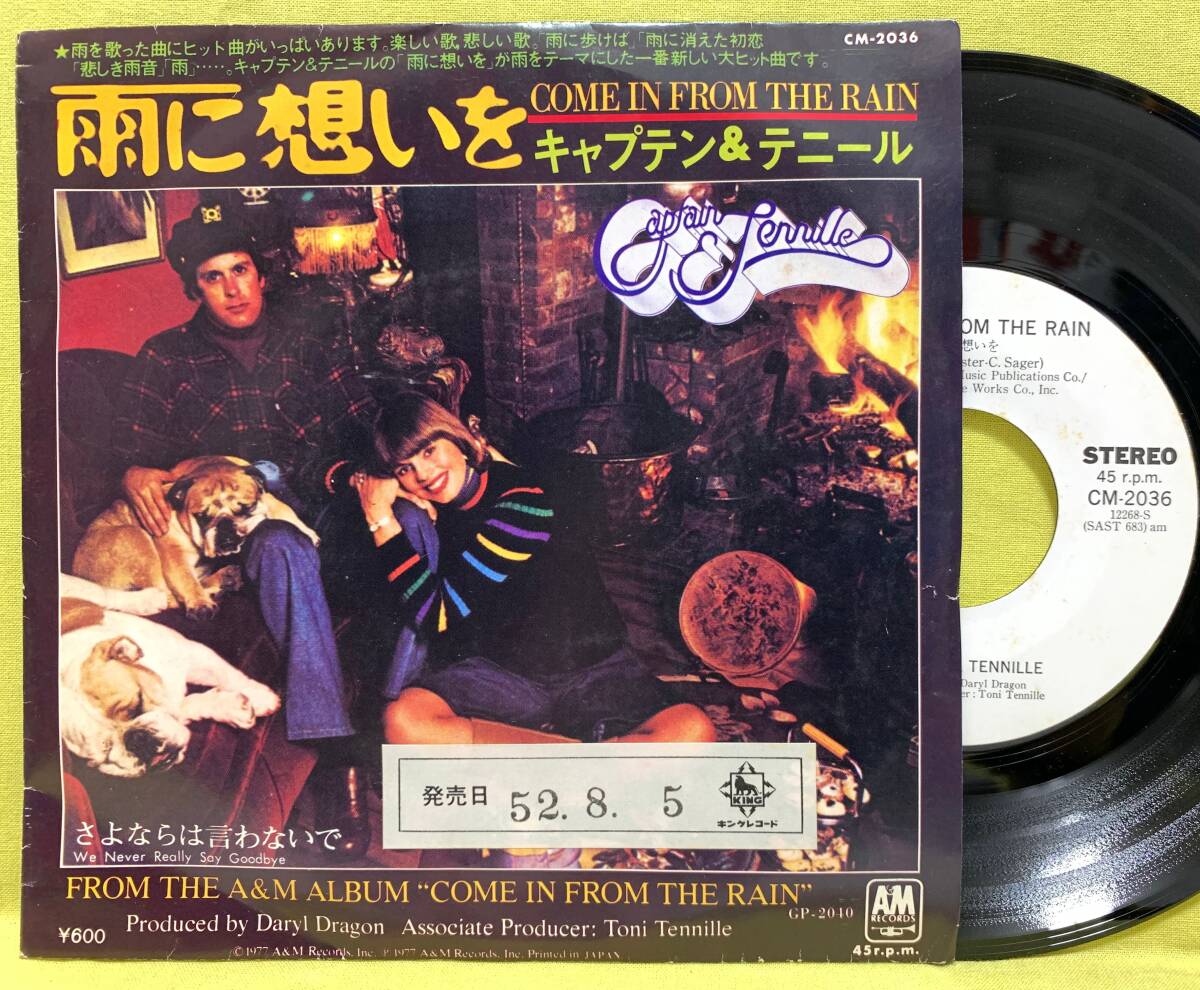 ★雨を歌った曲にヒット曲がいっぱいあります。楽しい歌,悲しい歌。「雨に歩けば」「雨に消えた初恋
「悲しき雨音」「雨」……。キャプテン&テニールの「雨に想いを」が雨をテーマにした一番新しい大ヒット曲です。
CM-2036
雨に想いを
COME IN FROM THE RAIN
キャプテン&テニール
Captain & Tennille
発売日 52.8. 5
KING
キングレコード
さよならは言わないで
We Never Really Say Goodbye
FROM THE A&M ALBUM “COME IN FROM THE RAIN”
GP-2040
Produced by Daryl Dragon Associate Producer: Toni Tennille
¥600
©1977 A&M Records, Inc. ℗1977 A&M Records, Inc. Printed in JAPAN
A&M
RECORDS
45r.p.m.
OM THE RAIN
想いを
ster-C. Sager)
usic Publications Co./
e Works Co., Inc.
STEREO
45 r.p.m.
CM-2036
12268-S
(SAST 683) am
TENNILLE
Daryl Dragon
er : Toni Tennille